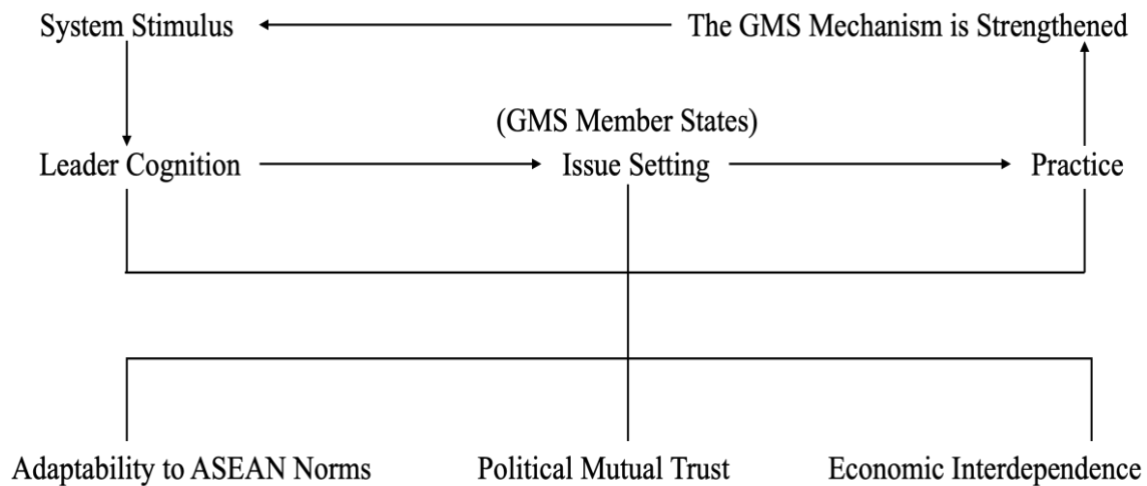 System Stimulus
The GMS Mechanism is Strengthened
(GMS Member States)
Leader Cognition
Issue Setting
Practice
Adaptability to ASEAN Norms
Political Mutual Trust
Economic Interdependence